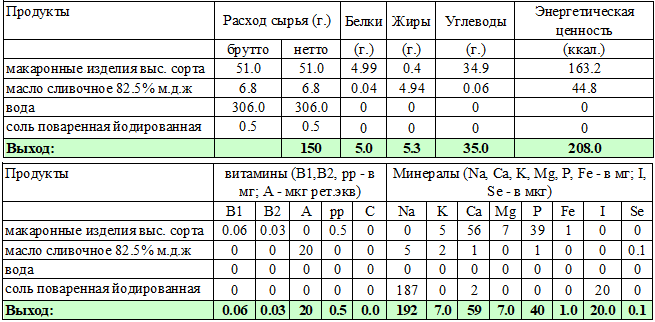 Продукты Расход сырья (г.) Белки Жиры Углеводы Энергетическая ценность
брутто нетто (г.) (г.) (г.) (ккал.)
макаронные изделия выс. сорта 51.0 51.0 4.99 0.4 34.9 163.2
масло сливочное 82.5% м.д.ж 6.8 6.8 0.04 4.94 0.06 44.8
вода 306.0 306.0 0 0 0 0
соль поваренная йодированная 0.5 0.5 0 0 0 0
Выход: 150 5.0 5.3 35.0 208.0
Продукты витамины (В1,В2, рр - в мг; А - мкг рет.экв) Минералы (Na, Ca, K, Mg, P, Fe - в мг; I, Se - в мкг)
В1 В2 А рр С Na K Ca Mg P Fe I Se
макаронные изделия выс. сорта 0.06 0.03 0 0.5 0 0 5 56 7 39 1 0 0
масло сливочное 82.5% м.д.ж 0 0 20 0 0 5 2 1 0 1 0 0 0.1
вода 0 0 0 0 0 0 0 0 0 0 0 0 0
соль поваренная йодированная 0 0 0 0 0 187 0 2 0 0 0 20 0
Выход: 0.06 0.03 20 0.5 0.0 192 7.0 59 7.0 40 1.0 20.0 0.1